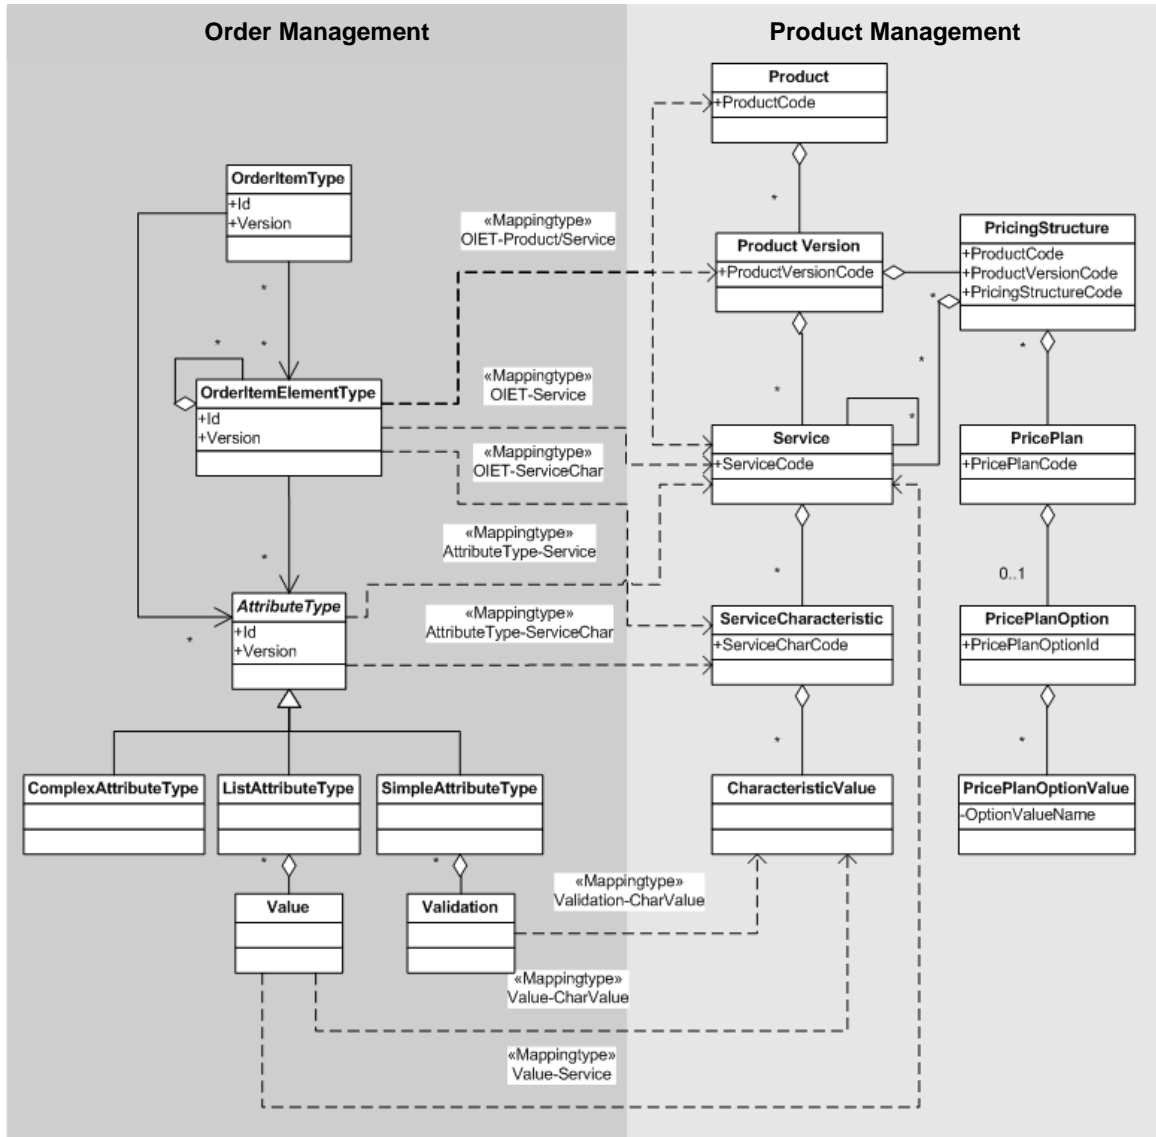 Order Management
Product Management
Product
+ProductCode
OrderItemType
+Id
+Version
*
«Mappingtype»
OIET-Product/Service
Product Version
+ProductVersionCode
PricingStructure
+ProductCode
+ProductVersionCode
+PricingStructureCode
*
*
*
*
*
*
*
OrderItemElementType
+Id
+Version
«Mappingtype»
OIET-Service
*
*
Service
+ServiceCode
PricePlan
+PricePlanCode
«Mappingtype»
OIET-ServiceChar
«Mappingtype»
AttributeType-Service
*
*
0..1
AttributeType
+Id
+Version
*
«Mappingtype»
AttributeType-ServiceChar
ServiceCharacteristic
+ServiceCharCode
PricePlanOption
+PricePlanOptionId
*
*
ComplexAttributeType
ListAttributeType
SimpleAttributeType
CharacteristicValue
PricePlanOptionValue
-OptionValueName
*
*
Value
Validation
«Mappingtype»
Validation-CharValue
«Mappingtype»
Value-CharValue
«Mappingtype»
Value-Service